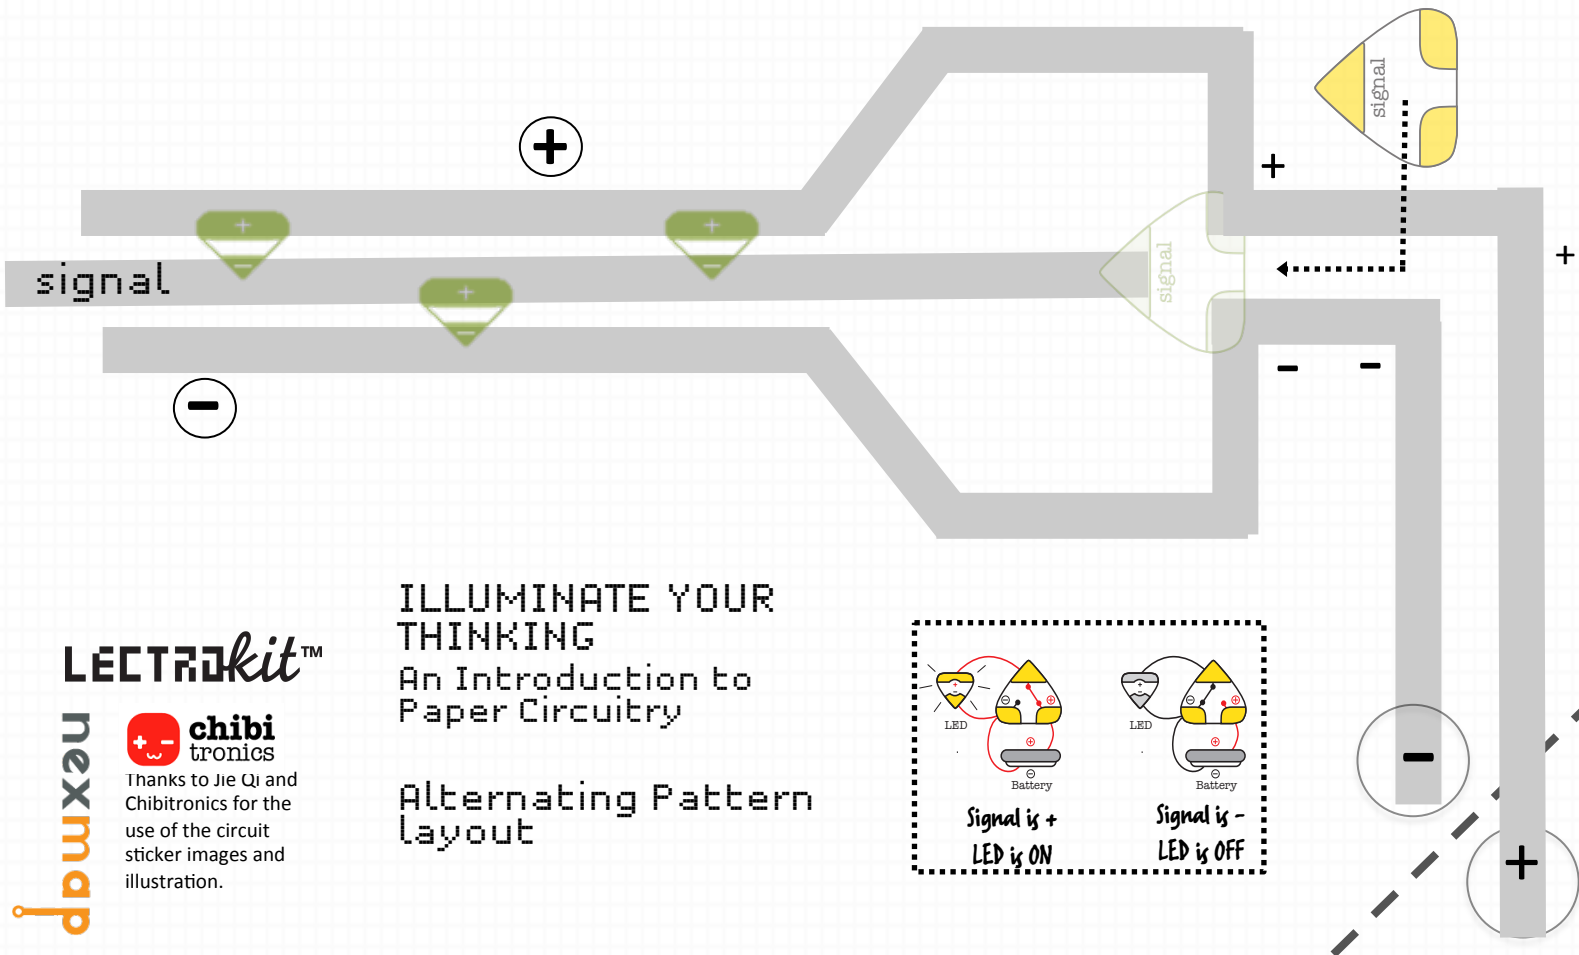 signal
+
+
+
+
+
signal
signal
+
−
−
−
−
−
−
ILLUMINATE YOUR
THINKING
An Introduction to
Paper Circuitry
Alternating Pattern
layout
LECTROkit™
nexmap
chibi
tronics
Thanks to Jie Qi and
Chibitronics for the
use of the circuit
sticker images and
illustration.
LED
Battery
Signal is +
LED is ON
LED
Battery
Signal is -
LED is OFF
−
+